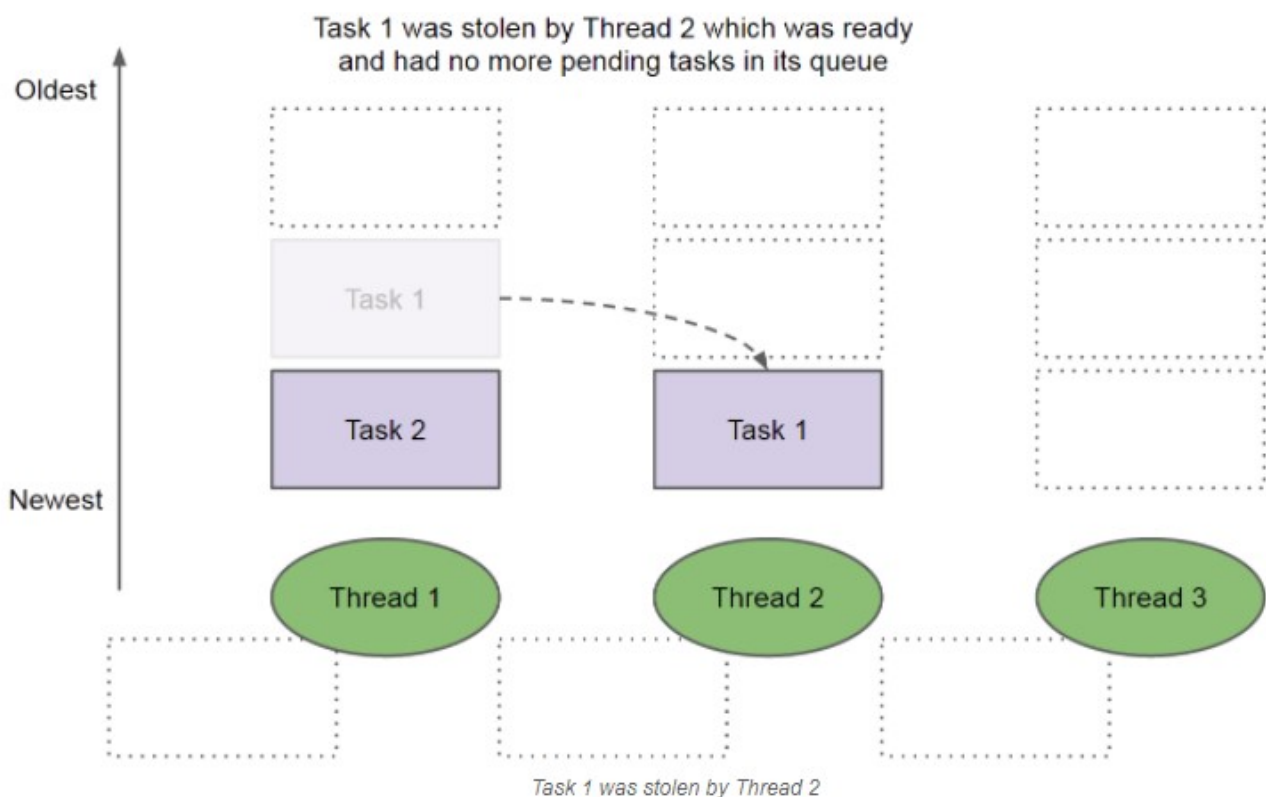 Task 1 was stolen by Thread 2 which was ready
and had no more pending tasks in its queue
Oldest
Task 1
Task 2
Task 1
Newest
Thread 1
Thread 2
Thread 3
Task 1 was stolen by Thread 2